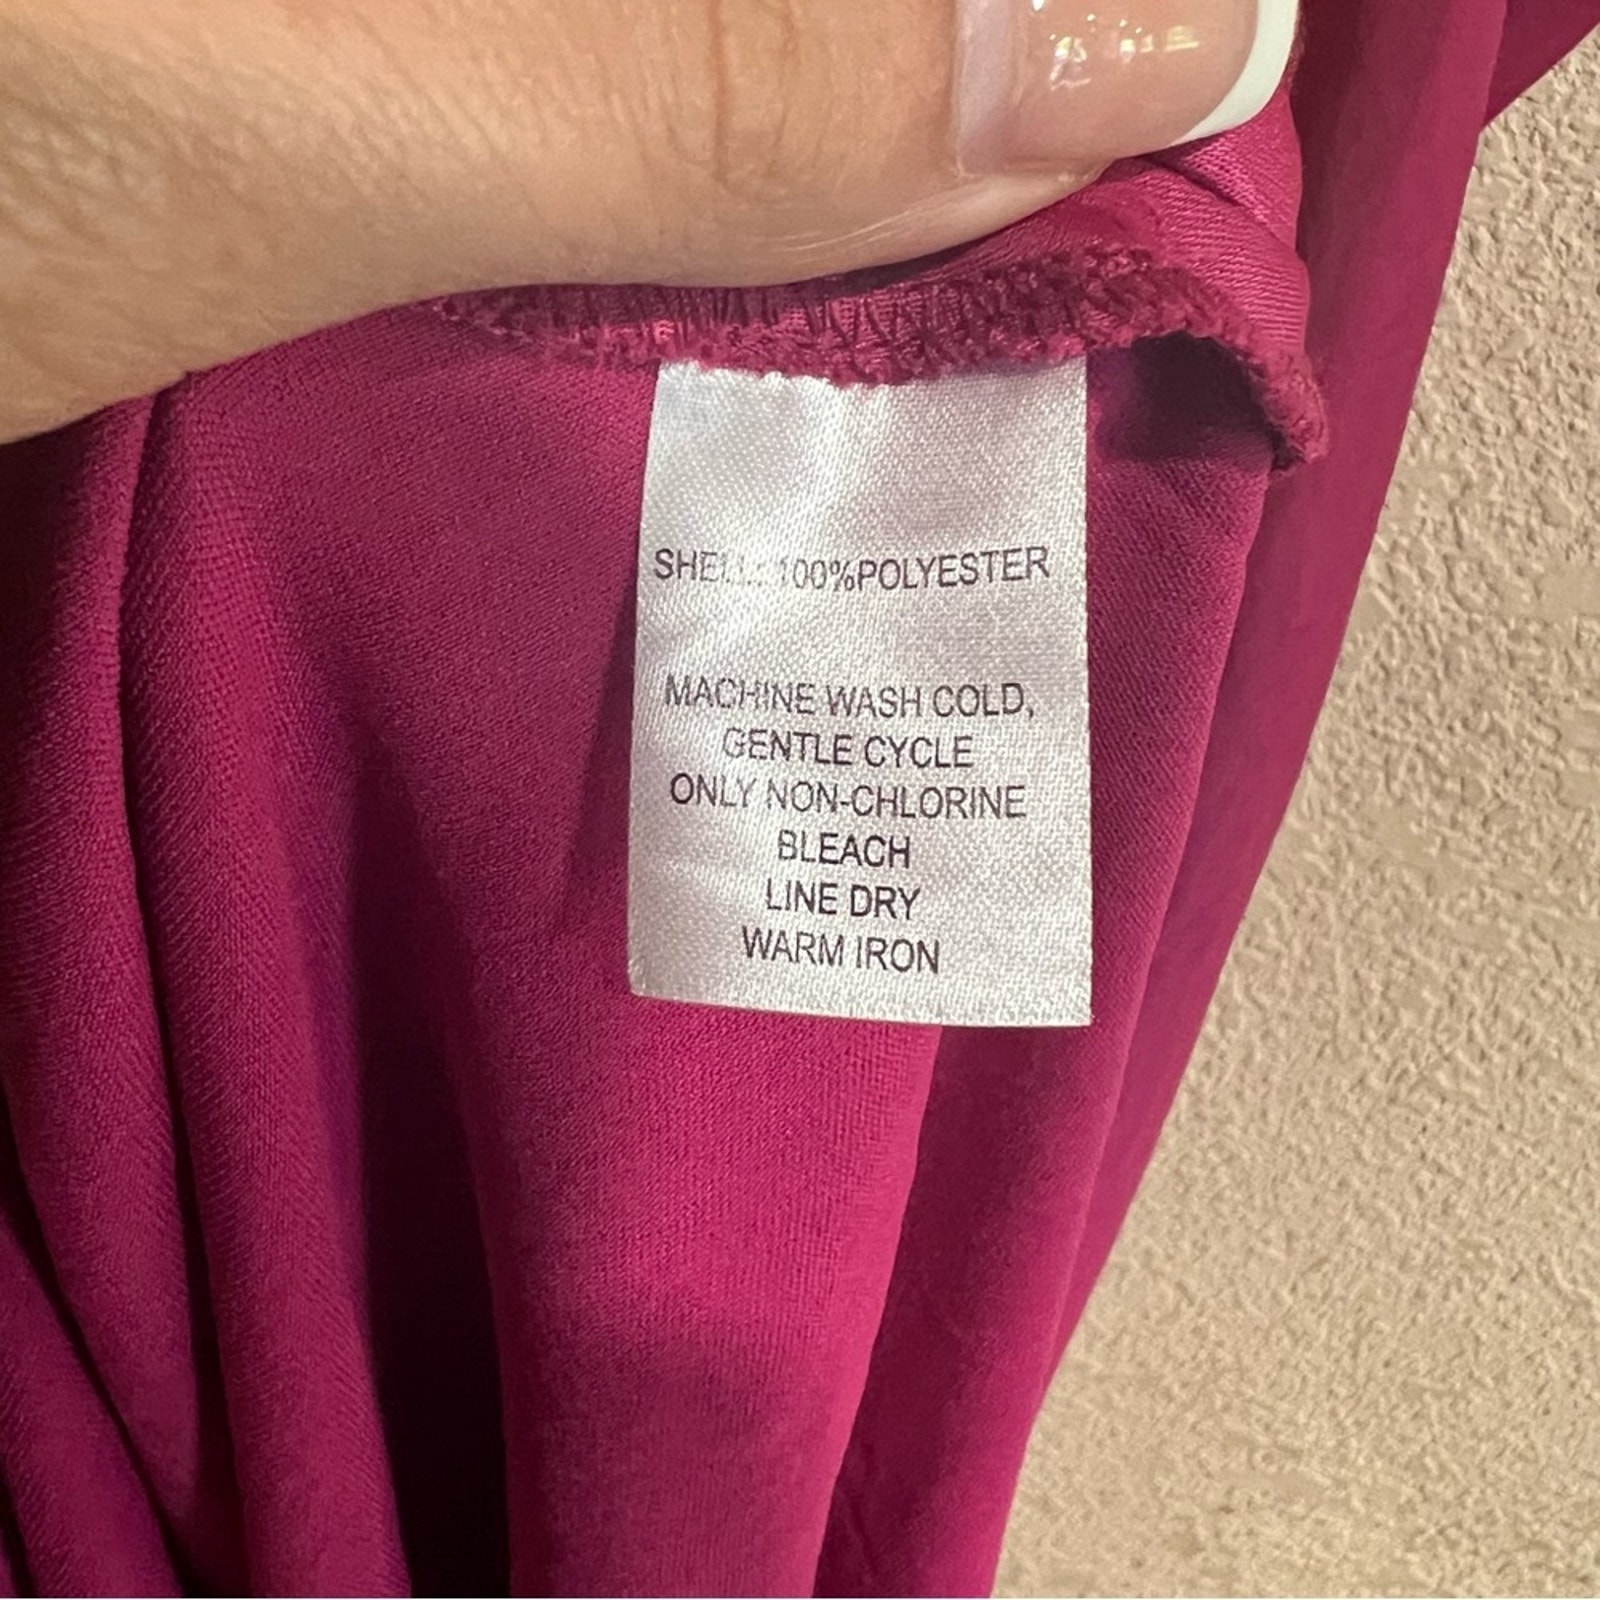 SHELL: 100%POLYESTER
MACHINE WASH COLD,
GENTLE CYCLE
ONLY NON-CHLORINE
BLEACH
LINE DRY
WARM IRON